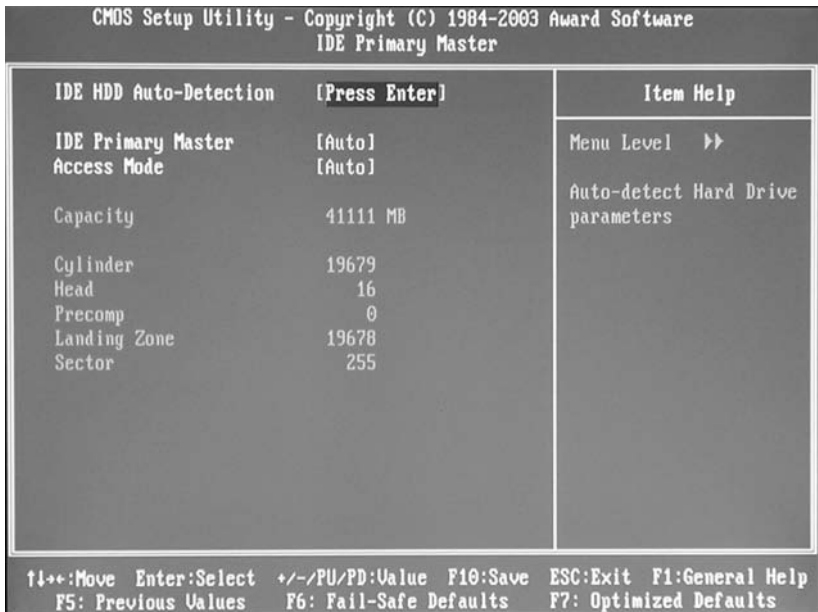 CMOS Setup Utility - Copyright (C) 1984-2003 Award Software
IDE Primary Master
IDE HDD Auto-Detection [Press Enter]
IDE Primary Master [Auto]
Access Mode [Auto]
Capacity 41111 MB
Cylinder 19679
Head 16
Precomp 0
Landing Zone 19678
Sector 255
Item Help
Menu Level ▶▶
Auto-detect Hard Drive
parameters
↑↓→←:Move Enter:Select +/-/PU/PD:Value F10:Save ESC:Exit F1:General Help
F5: Previous Values F6: Fail-Safe Defaults F7: Optimized Defaults